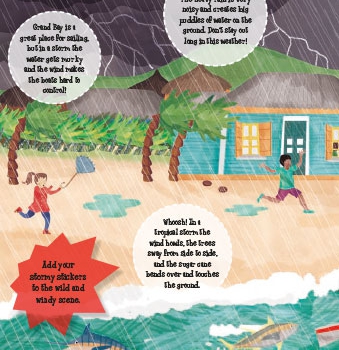 The heavy rain is very
noisy and creates big
puddles of water on the
ground. Don't stay out
long in this weather!
Grand Bay is a
great place for sailing,
but in a storm the
water gets murky
and the wind makes
the boats hard to
control!
Whoosh! In a
tropical storm the
wind howls, the trees
sway from side to side,
and the sugar cane
bends over and touches
the ground.
Add your
stormy stickers
to the wild and
windy scene.